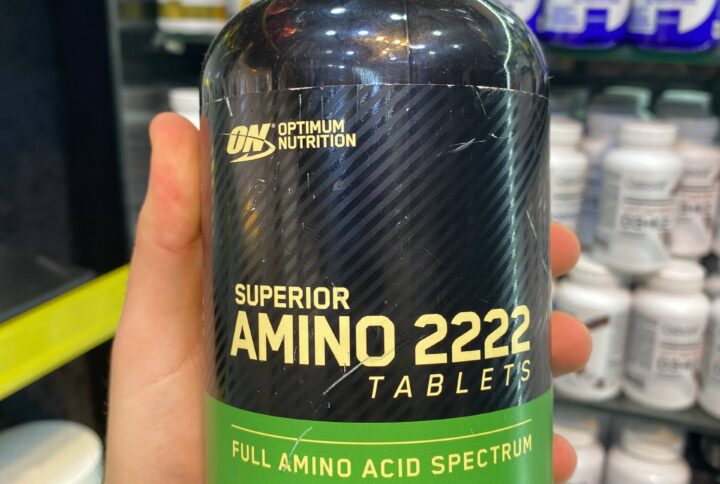 ON
OPTIMUM
NUTRITION
SUPERIOR
AMINO 2222
TABLETS
FULL AMINO ACID SPECTRUM